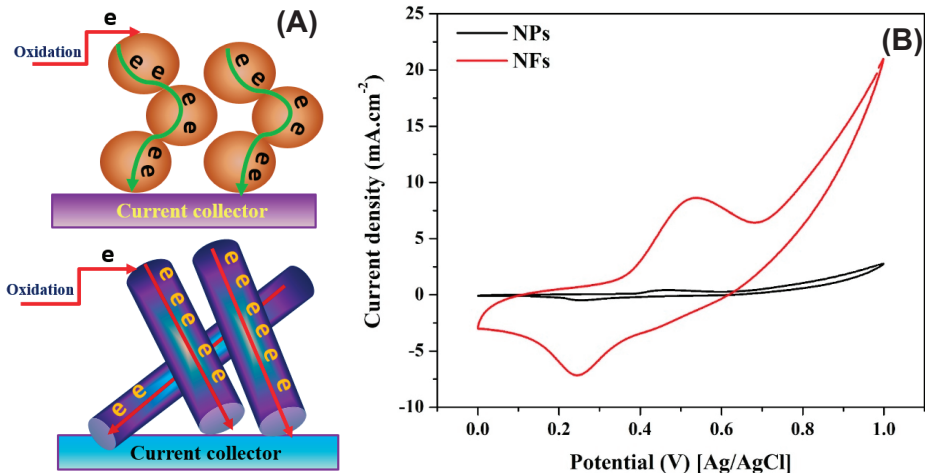 (A)
e
Oxidation
e e e
e e
e e
e e e
e e
e e
Current collector
e
Oxidation
e e e e e
e e e e e e
e e
Current collector
(B)
NPs
NFs
25
20
15
10
5
0
-5
-10
Current density (mA.cm⁻²)
0.0 0.2 0.4 0.6 0.8 1.0
Potential (V) [Ag/AgCl]